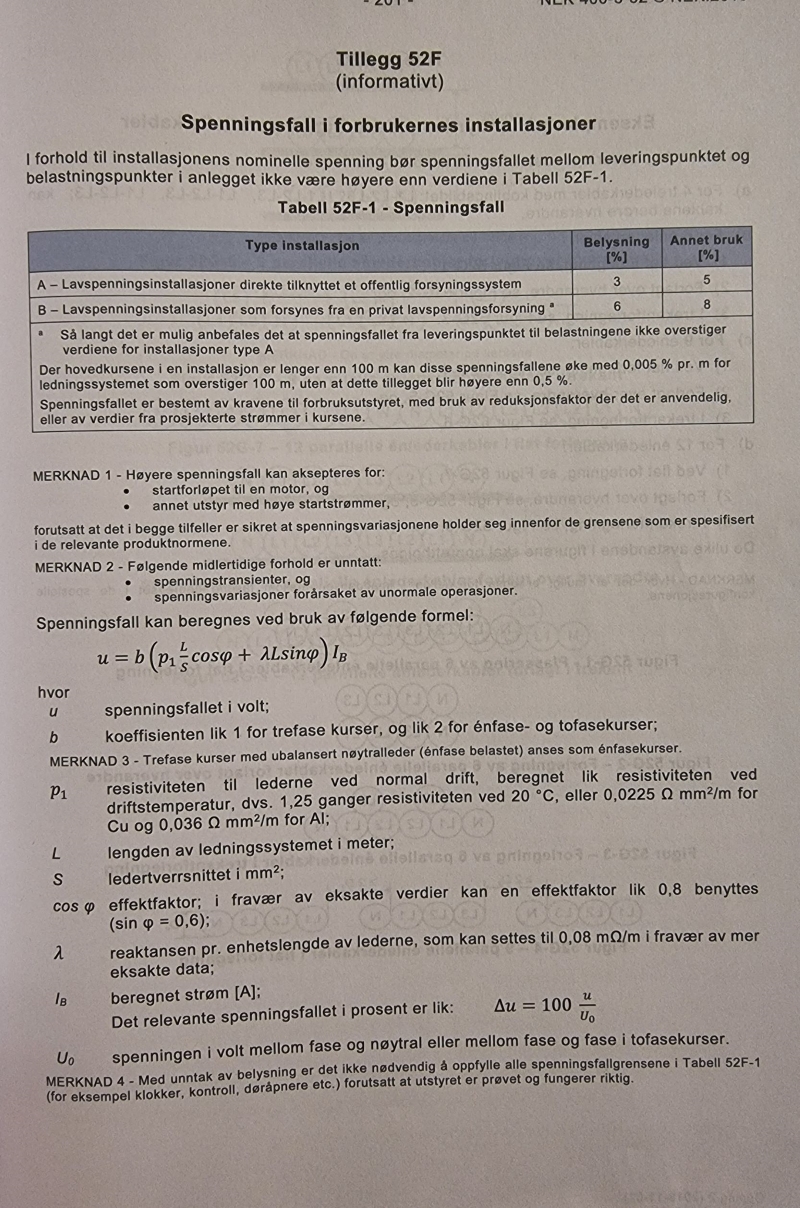 - 201 -
Tillegg 52F
(informativt)
Spenningsfall i forbrukernes installasjoner
I forhold til installasjonens nominelle spenning bør spenningsfallet mellom leveringspunktet og
belastningspunkter i anlegget ikke være høyere enn verdiene i Tabell 52F-1.
Tabell 52F-1 - Spenningsfall
Type installasjon Belysning [%] Annet bruk [%]
A – Lavspenningsinstallasjoner direkte tilknyttet et offentlig forsyningssystem 3 5
B – Lavspenningsinstallasjoner som forsynes fra en privat lavspenningsforsyning ª 6 8
ª Så langt det er mulig anbefales det at spenningsfallet fra leveringspunktet til belastningene ikke overstiger
verdiene for installasjoner type A
Der hovedkursene i en installasjon er lenger enn 100 m kan disse spenningsfallene øke med 0,005 % pr. m for
ledningssystemet som overstiger 100 m, uten at dette tillegget blir høyere enn 0,5 %.
Spenningsfallet er bestemt av kravene til forbruksutstyret, med bruk av reduksjonsfaktor der det er anvendelig,
eller av verdier fra prosjekterte strømmer i kursene.
MERKNAD 1 - Høyere spenningsfall kan aksepteres for:
• startforløpet til en motor, og
• annet utstyr med høye startstrømmer,
forutsatt at det i begge tilfeller er sikret at spenningsvariasjonene holder seg innenfor de grensene som er spesifisert
i de relevante produktnormene.
MERKNAD 2 - Følgende midlertidige forhold er unntatt:
• spenningstransienter, og
• spenningsvariasjoner forårsaket av unormale operasjoner.
Spenningsfall kan beregnes ved bruk av følgende formel:
u = b (p₁ L/S cosφ + λLsinφ) I_B
hvor
u spenningsfallet i volt;
b koeffisienten lik 1 for trefase kurser, og lik 2 for énfase- og tofasekurser;
MERKNAD 3 - Trefase kurser med ubalansert nøytralleder (énfase belastet) anses som énfasekurser.
p₁ resistiviteten til lederne ved normal drift, beregnet lik resistiviteten ved
driftstemperatur, dvs. 1,25 ganger resistiviteten ved 20 °C, eller 0,0225 Ω mm²/m for
Cu og 0,036 Ω mm²/m for Al;
L lengden av ledningssystemet i meter;
S ledertverrsnittet i mm²;
cos φ effektfaktor; i fravær av eksakte verdier kan en effektfaktor lik 0,8 benyttes
(sin φ = 0,6);
λ reaktansen pr. enhetslengde av lederne, som kan settes til 0,08 mΩ/m i fravær av mer
eksakte data;
I_B beregnet strøm [A];
Det relevante spenningsfallet i prosent er lik: Δu = 100 u/U₀
U₀ spenningen i volt mellom fase og nøytral eller mellom fase og fase i tofasekurser.
MERKNAD 4 - Med unntak av belysning er det ikke nødvendig å oppfylle alle spenningsfallgrensene i Tabell 52F-1
(for eksempel klokker, kontroll, døråpnere etc.) forutsatt at utstyret er prøvet og fungerer riktig.